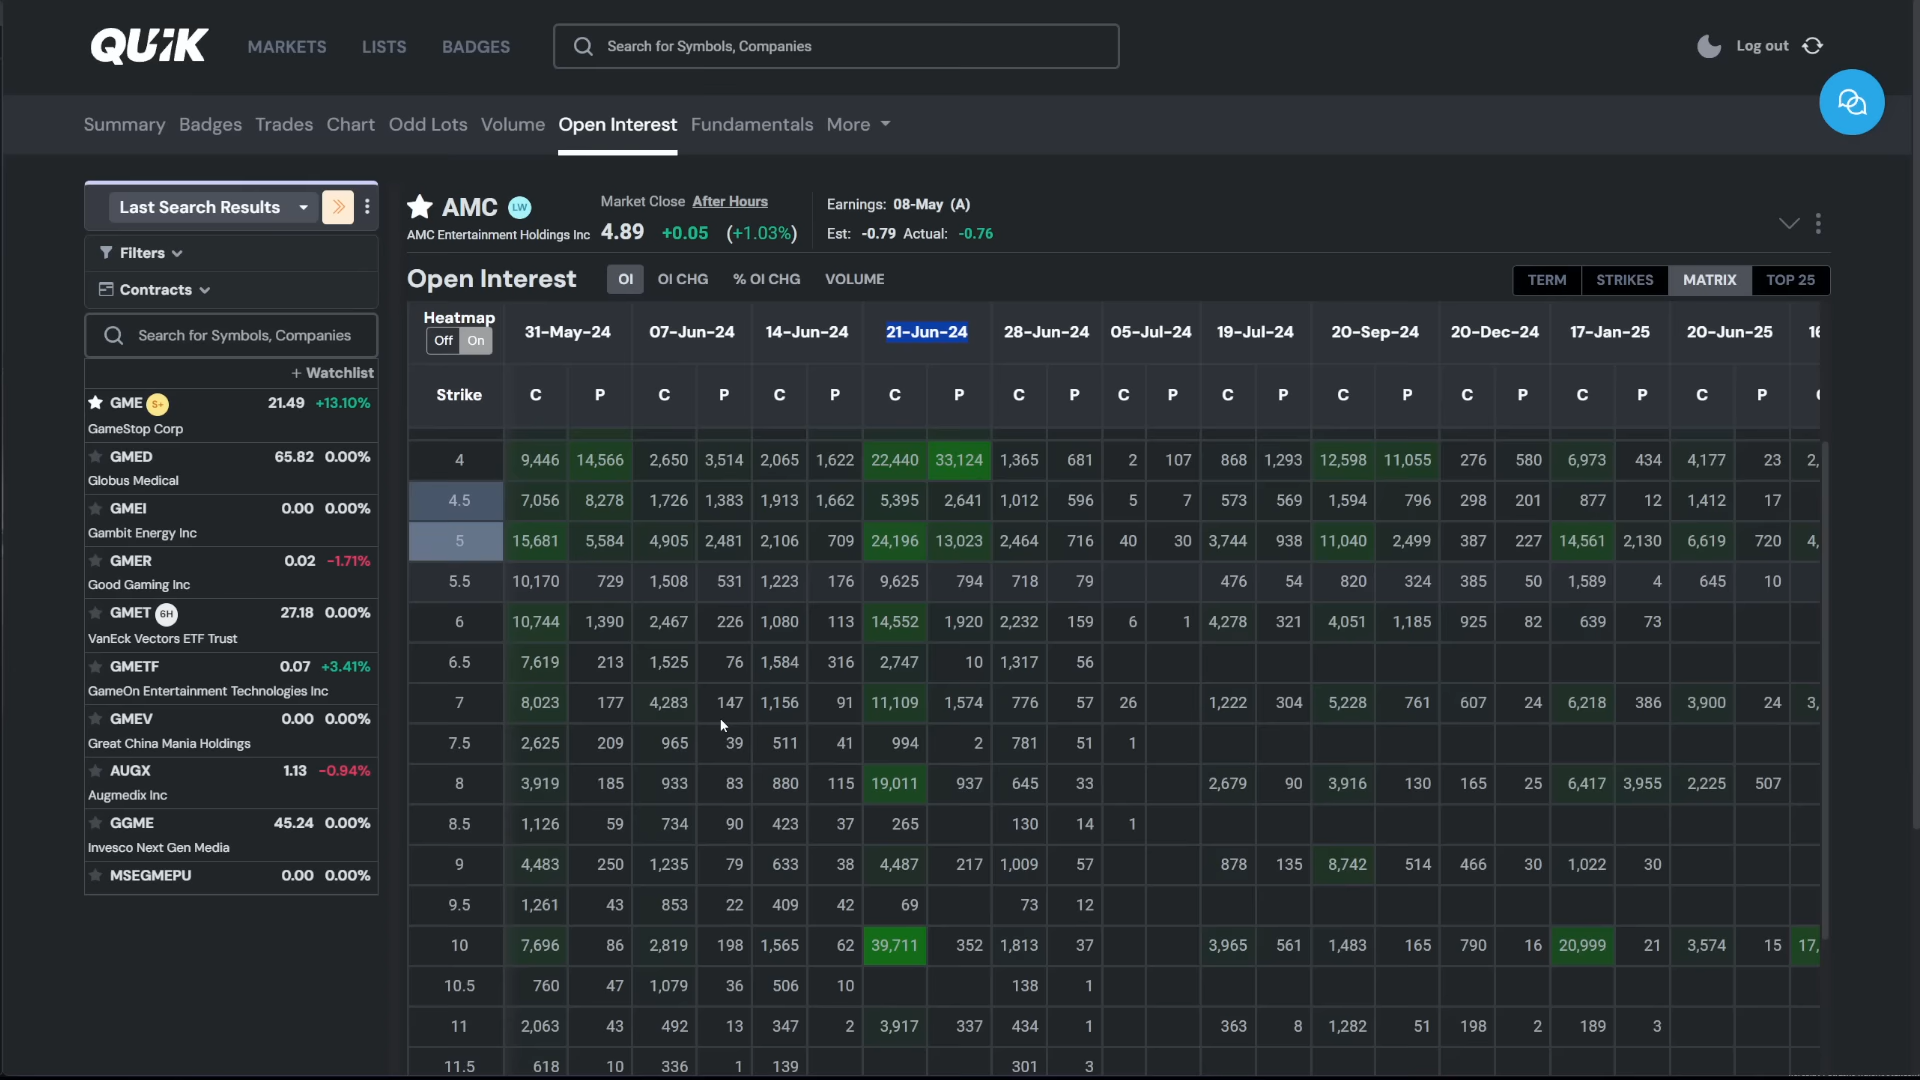 QUiK MARKETS LISTS BADGES Search for Symbols, Companies Log out
Summary Badges Trades Chart Odd Lots Volume Open Interest Fundamentals More
Last Search Results
Filters
Contracts
Search for Symbols, Companies
+ Watchlist
GME S+ 21.49 +13.10%
GameStop Corp
GMED 65.82 0.00%
Globus Medical
GMEI 0.00 0.00%
Gambit Energy Inc
GMER 0.02 -1.71%
Good Gaming Inc
GMET 6H 27.18 0.00%
VanEck Vectors ETF Trust
GMETF 0.07 +3.41%
GameOn Entertainment Technologies Inc
GMEV 0.00 0.00%
Great China Mania Holdings
AUGX 1.13 -0.94%
Augmedix Inc
GGME 45.24 0.00%
Invesco Next Gen Media
MSEGMEPU 0.00 0.00%
AMC LW Market Close After Hours Earnings: 08-May (A)
AMC Entertainment Holdings Inc 4.89 +0.05 (+1.03%) Est: -0.79 Actual: -0.76
Open Interest OI OI CHG % OI CHG VOLUME TERM STRIKES MATRIX TOP 25
Heatmap
Off On
31-May-24 07-Jun-24 14-Jun-24 21-Jun-24 28-Jun-24 05-Jul-24 19-Jul-24 20-Sep-24 20-Dec-24 17-Jan-25 20-Jun-25 16
Strike C P C P C P C P C P C P C P C P C P C P C P
4 9,446 14,566 2,650 3,514 2,065 1,622 22,440 33,124 1,365 681 2 107 868 1,293 12,598 11,055 276 580 6,973 434 4,177 23 2,
4.5 7,056 8,278 1,726 1,383 1,913 1,662 5,395 2,641 1,012 596 5 7 573 569 1,594 796 298 201 877 12 1,412 17
5 15,681 5,584 4,905 2,481 2,106 709 24,196 13,023 2,464 716 40 30 3,744 938 11,040 2,499 387 227 14,561 2,130 6,619 720 4,
5.5 10,170 729 1,508 531 1,223 176 9,625 794 718 79 476 54 820 324 385 50 1,589 4 645 10
6 10,744 1,390 2,467 226 1,080 113 14,552 1,920 2,232 159 6 1 4,278 321 4,051 1,185 925 82 639 73
6.5 7,619 213 1,525 76 1,584 316 2,747 10 1,317 56
7 8,023 177 4,283 147 1,156 91 11,109 1,574 776 57 26 1,222 304 5,228 761 607 24 6,218 386 3,900 24 3,
7.5 2,625 209 965 39 511 41 994 2 781 51 1
8 3,919 185 933 83 880 115 19,011 937 645 33 2,679 90 3,916 130 165 25 6,417 3,955 2,225 507
8.5 1,126 59 734 90 423 37 265 130 14 1
9 4,483 250 1,235 79 633 38 4,487 217 1,009 57 878 135 8,742 514 466 30 1,022 30
9.5 1,261 43 853 22 409 42 69 73 12
10 7,696 86 2,819 198 1,565 62 39,711 352 1,813 37 3,965 561 1,483 165 790 16 20,999 21 3,574 15 17,
10.5 760 47 1,079 36 506 10 138 1
11 2,063 43 492 13 347 2 3,917 337 434 1 363 8 1,282 51 198 2 189 3
11.5 618 10 336 1 139 301 3